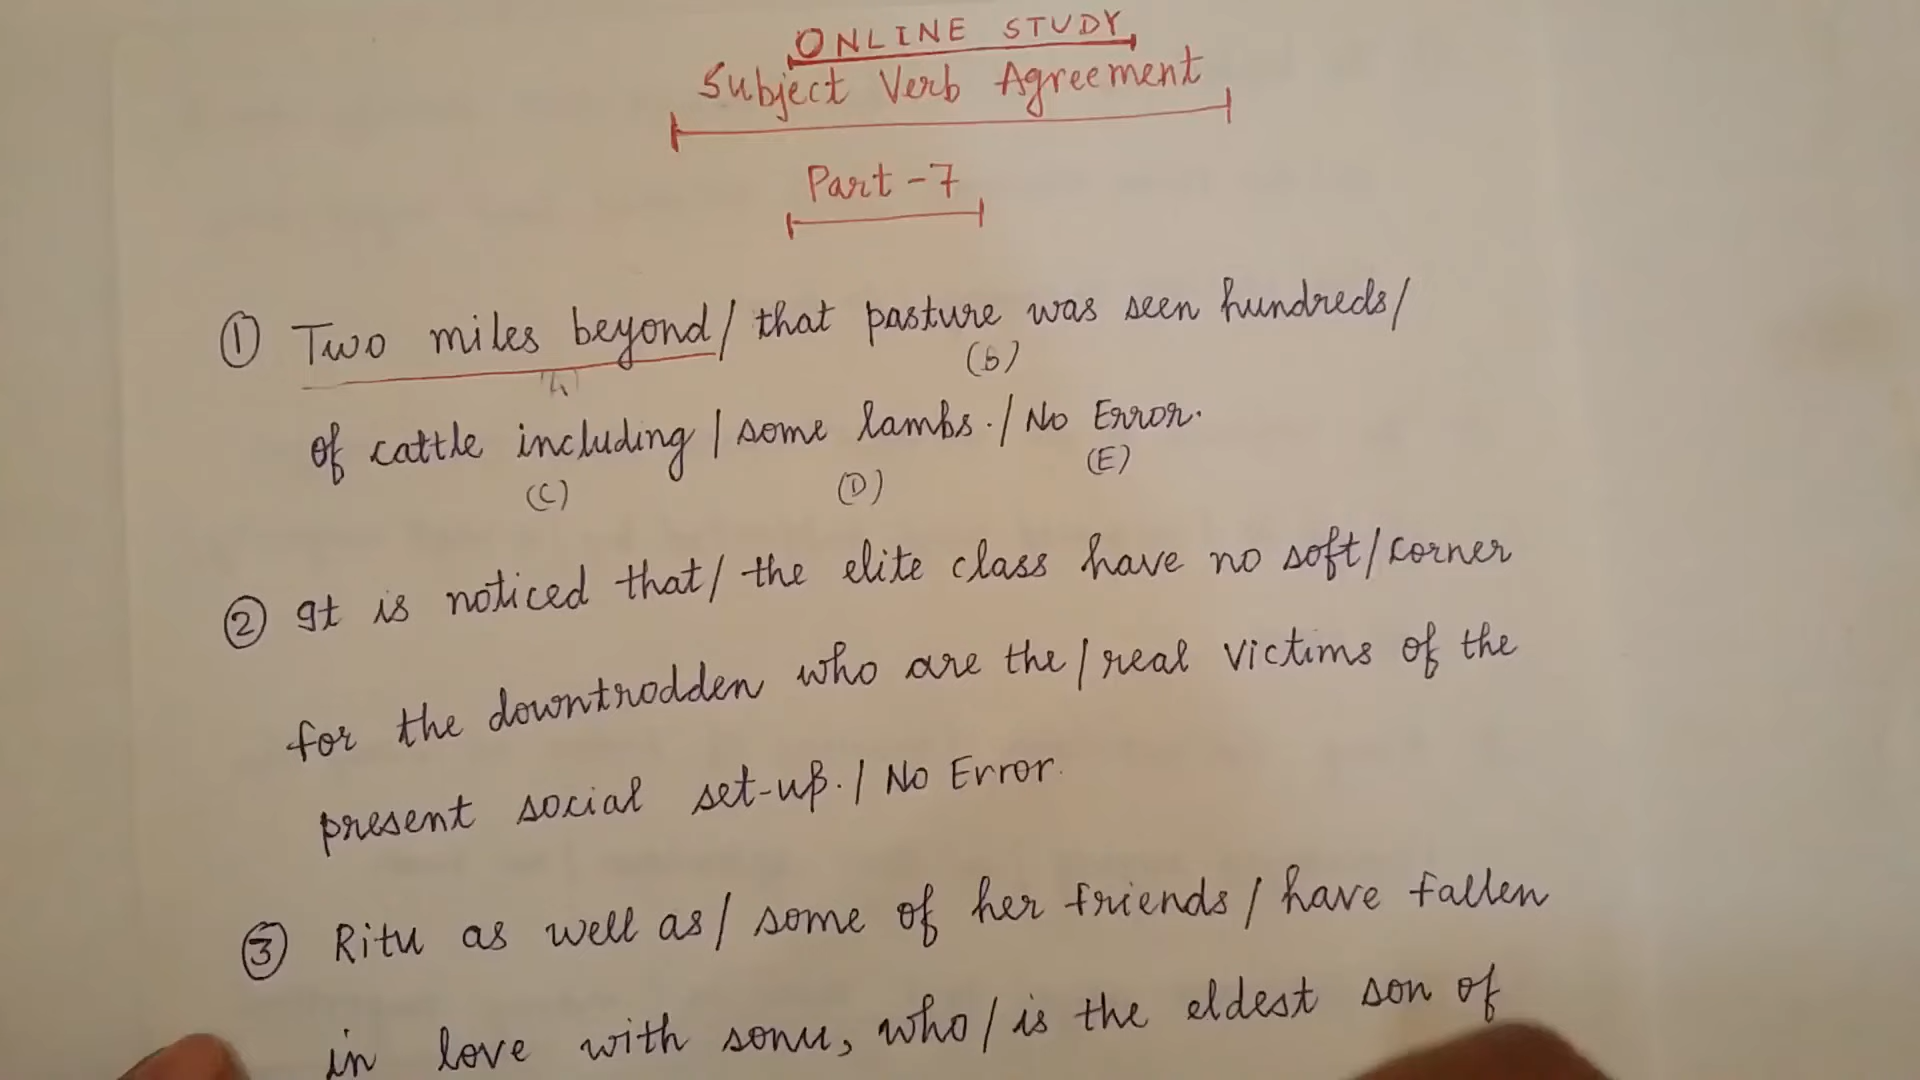 ONLINE STUDY
Subject Verb Agreement
Part-7
① Two miles beyond/ that pasture was seen hundreds/
(A) (B)
of cattle including / some lambs. / No Error.
(C) (D) (E)
② It is noticed that/ the elite class have no soft/corner
for the downtrodden who are the/real victims of the
present social set-up. / No Error.
③ Ritu as well as/ some of her friends / have fallen
in love with sonu, who/is the eldest son of